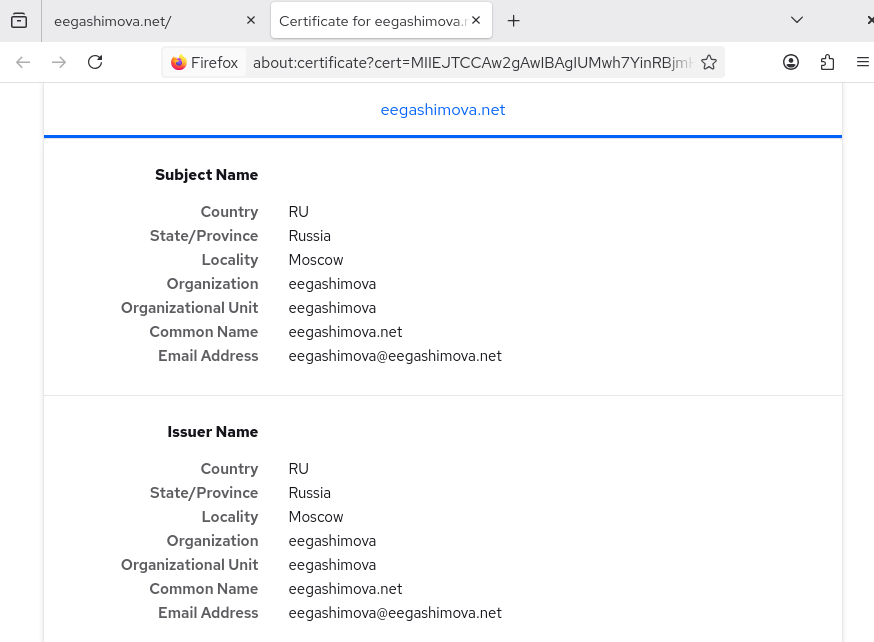 eegashimova.net/
Certificate for eegashimova.
Firefox about:certificate?cert=MIIEJTCCAw2gAwIBAgIUMwh7YinRBjm
eegashimova.net
Subject Name
Country RU
State/Province Russia
Locality Moscow
Organization eegashimova
Organizational Unit eegashimova
Common Name eegashimova.net
Email Address eegashimova@eegashimova.net
Issuer Name
Country RU
State/Province Russia
Locality Moscow
Organization eegashimova
Organizational Unit eegashimova
Common Name eegashimova.net
Email Address eegashimova@eegashimova.net